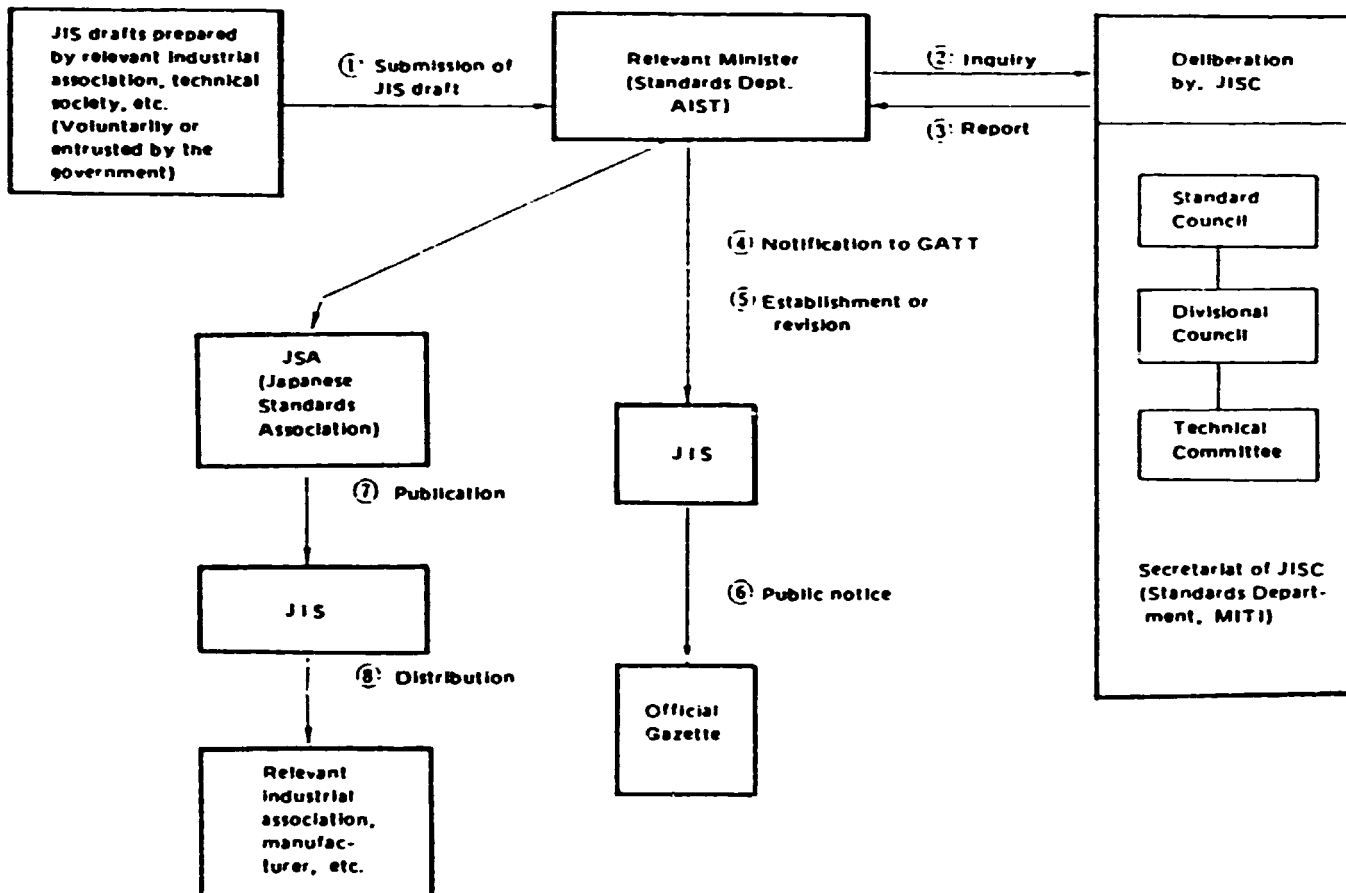 JIS drafts prepared
by relevant industrial
association, technical
society, etc.
(Voluntarily or
entrusted by the
government)
①: Submission of
JIS draft
Relevant Minister
(Standards Dept.
AIST)
②: Inquiry
③: Report
Deliberation
by. JISC
Standard
Council
Divisional
Council
Technical
Committee
Secretariat of JISC
(Standards Depart-
ment, MITI)
④ Notification to GATT
⑤ Establishment or
revision
JSA
(Japanese
Standards
Association)
JIS
⑦ Publication
JIS
⑥ Public notice
⑧: Distribution
Official
Gazette
Relevant
industrial
association,
manufac-
turer, etc.